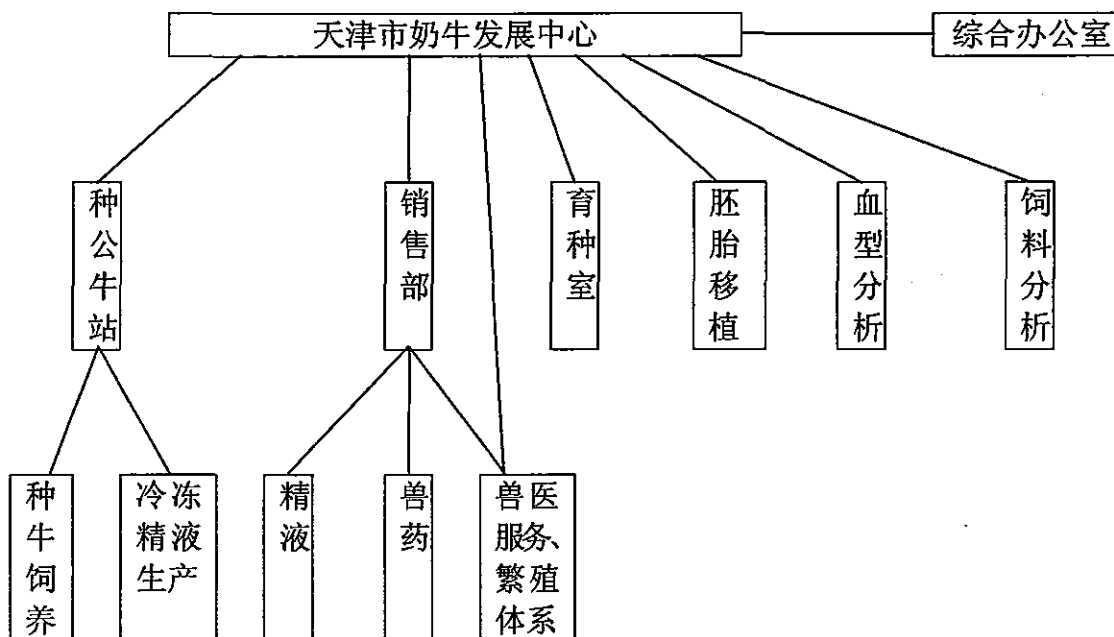 天津市奶牛发展中心
综合办公室
种公牛站
销售部
育种室
胚胎移植
血型分析
饲料分析
种牛饲养
冷冻
精液
生产
精液
兽药
兽医
服务、
繁殖
体系